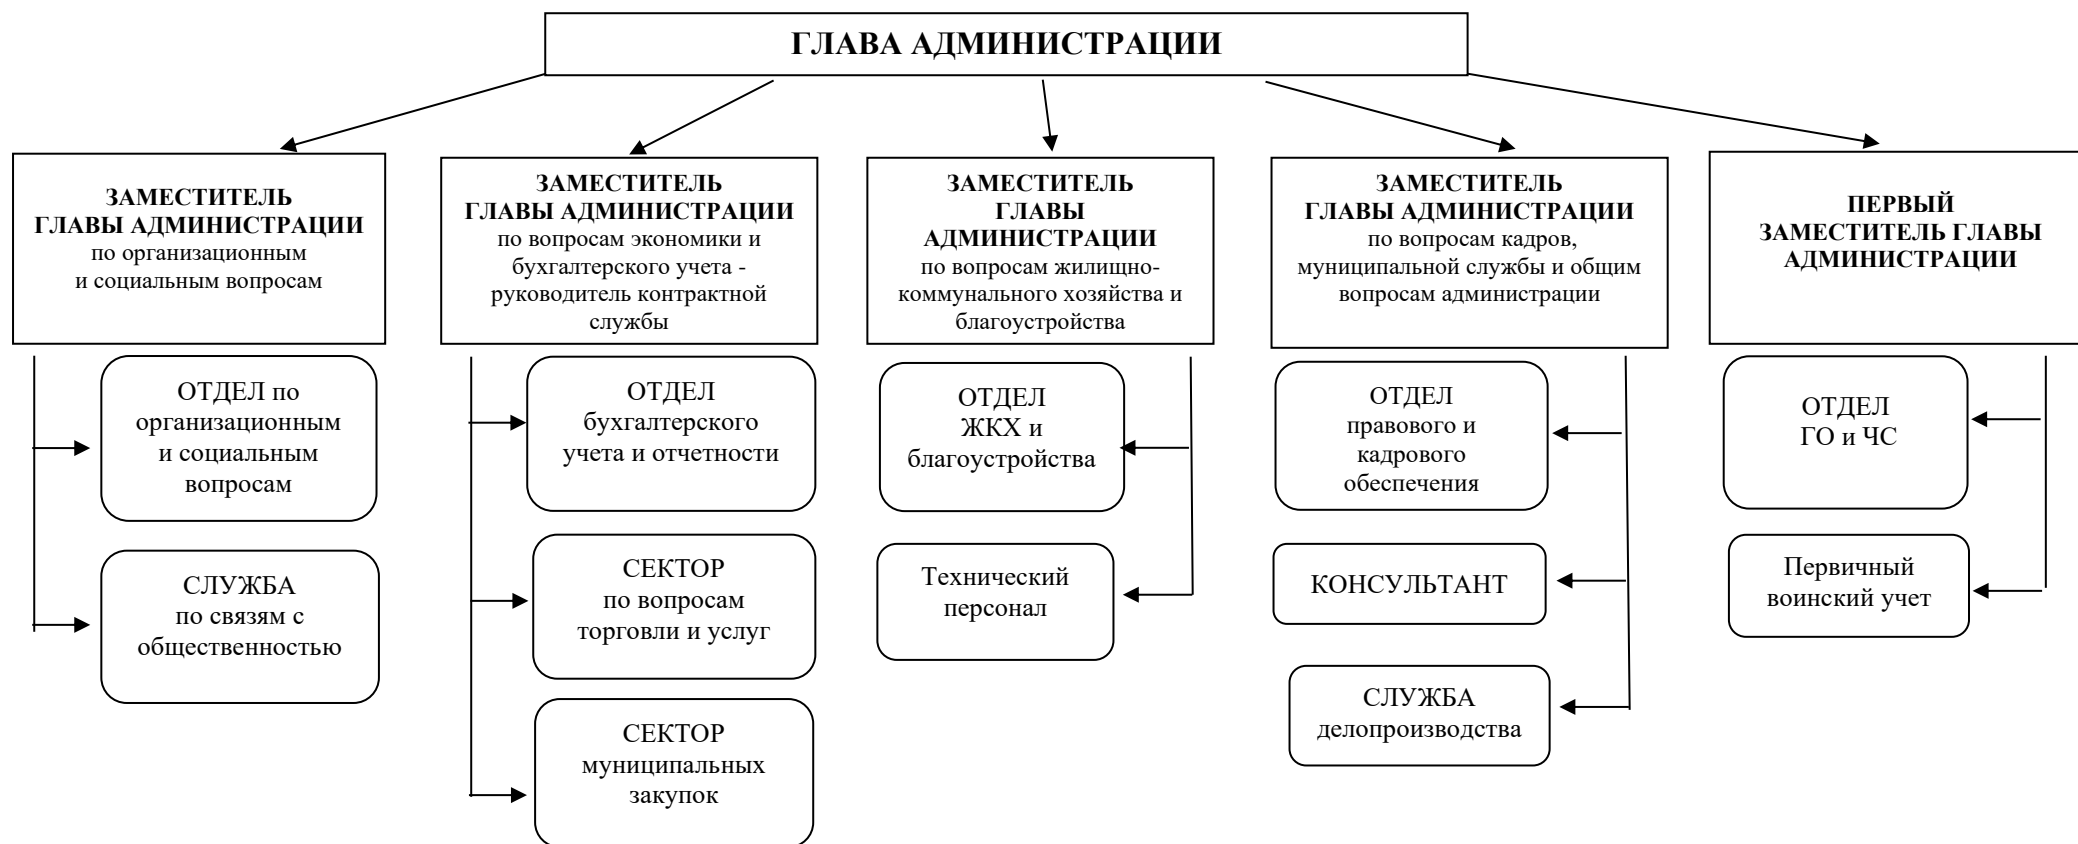 ГЛАВА АДМИНИСТРАЦИИ
ЗАМЕСТИТЕЛЬ
ГЛАВЫ АДМИНИСТРАЦИИ
по организационным
и социальным вопросам
ЗАМЕСТИТЕЛЬ
ГЛАВЫ АДМИНИСТРАЦИИ
по вопросам экономики и
бухгалтерского учета -
руководитель контрактной
службы
ЗАМЕСТИТЕЛЬ
ГЛАВЫ
АДМИНИСТРАЦИИ
по вопросам жилищно-
коммунального хозяйства и
благоустройства
ЗАМЕСТИТЕЛЬ
ГЛАВЫ АДМИНИСТРАЦИИ
по вопросам кадров,
муниципальной службы и общим
вопросам администрации
ПЕРВЫЙ
ЗАМЕСТИТЕЛЬ ГЛАВЫ
АДМИНИСТРАЦИИ
ОТДЕЛ по
организационным
и социальным
вопросам
СЛУЖБА
по связям с
общественностью
ОТДЕЛ
бухгалтерского
учета и отчетности
СЕКТОР
по вопросам
торговли и услуг
СЕКТОР
муниципальных
закупок
ОТДЕЛ
ЖКХ и
благоустройства
Технический
персонал
ОТДЕЛ
правового и
кадрового
обеспечения
КОНСУЛЬТАНТ
СЛУЖБА
делопроизводства
ОТДЕЛ
ГО и ЧС
Первичный
воинский учет